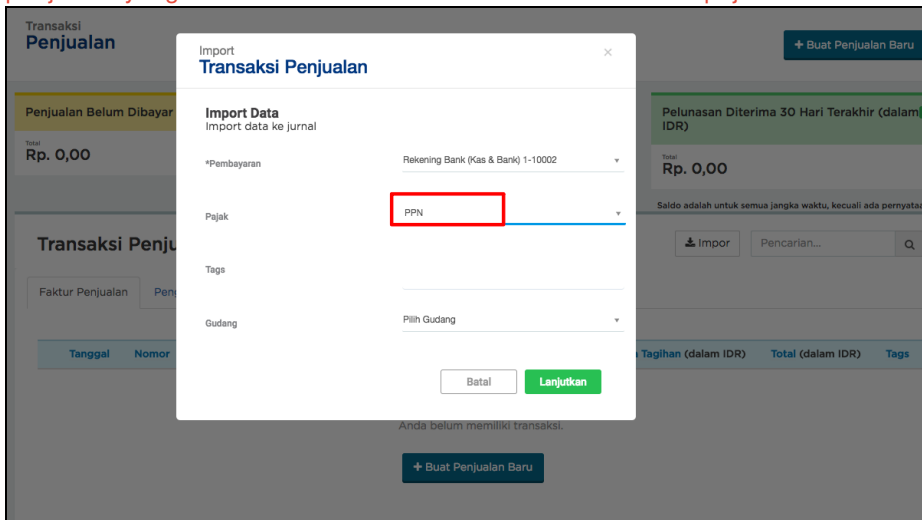 Transaksi
Penjualan
+ Buat Penjualan Baru
Import
Transaksi Penjualan
×
Penjualan Belum Dibayar
Total
Rp. 0,00
Pelunasan Diterima 30 Hari Terakhir (dalam
IDR)
Total
Rp. 0,00
Saldo adalah untuk semua jangka waktu, kecuali ada pernyataa
Import Data
Import data ke jurnal
*Pembayaran
Rekening Bank (Kas & Bank) 1-10002
Pajak
PPN
Tags
Gudang
Pilih Gudang
Batal
Lanjutkan
Transaksi Penju
Impor
Pencarian...
Faktur Penjualan
Tanggal
Nomor
Tagihan (dalam IDR)
Total (dalam IDR)
Tags
Anda belum memiliki transaksi.
+ Buat Penjualan Baru